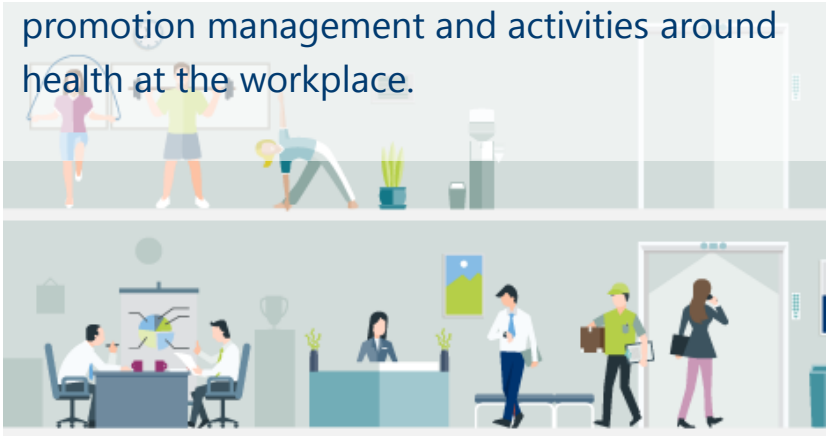 promotion management and activities around
health at the workplace.